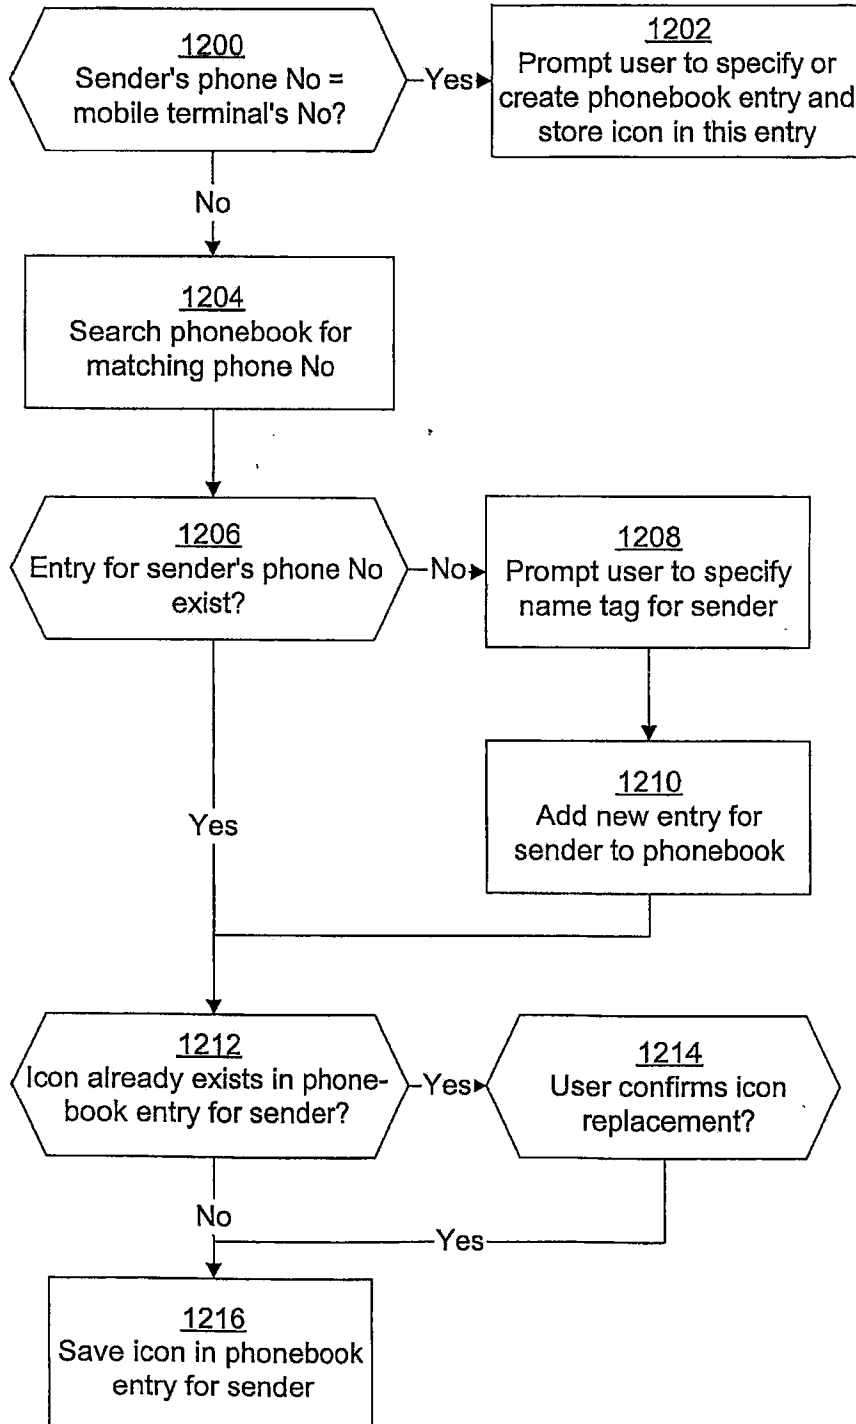 1200
Sender's phone No =
mobile terminal's No?
Yes
1202
Prompt user to specify or
create phonebook entry and
store icon in this entry
No
1204
Search phonebook for
matching phone No
1206
Entry for sender's phone No
exist?
No
1208
Prompt user to specify
name tag for sender
1210
Add new entry for
sender to phonebook
Yes
1212
Icon already exists in phone-
book entry for sender?
Yes
1214
User confirms icon
replacement?
No
Yes
1216
Save icon in phonebook
entry for sender